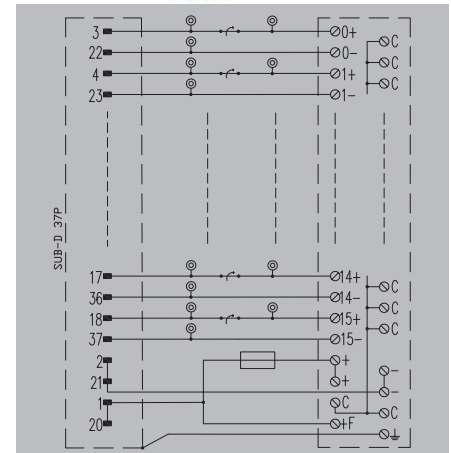 3 0+
C
22 0-
C
4 1+
C
23 1-
SUB-D 37P
17 14+
C
36 14-
C
18 15+
C
37 15-
2 +
-
21 +
-
1 C
C
20 +F